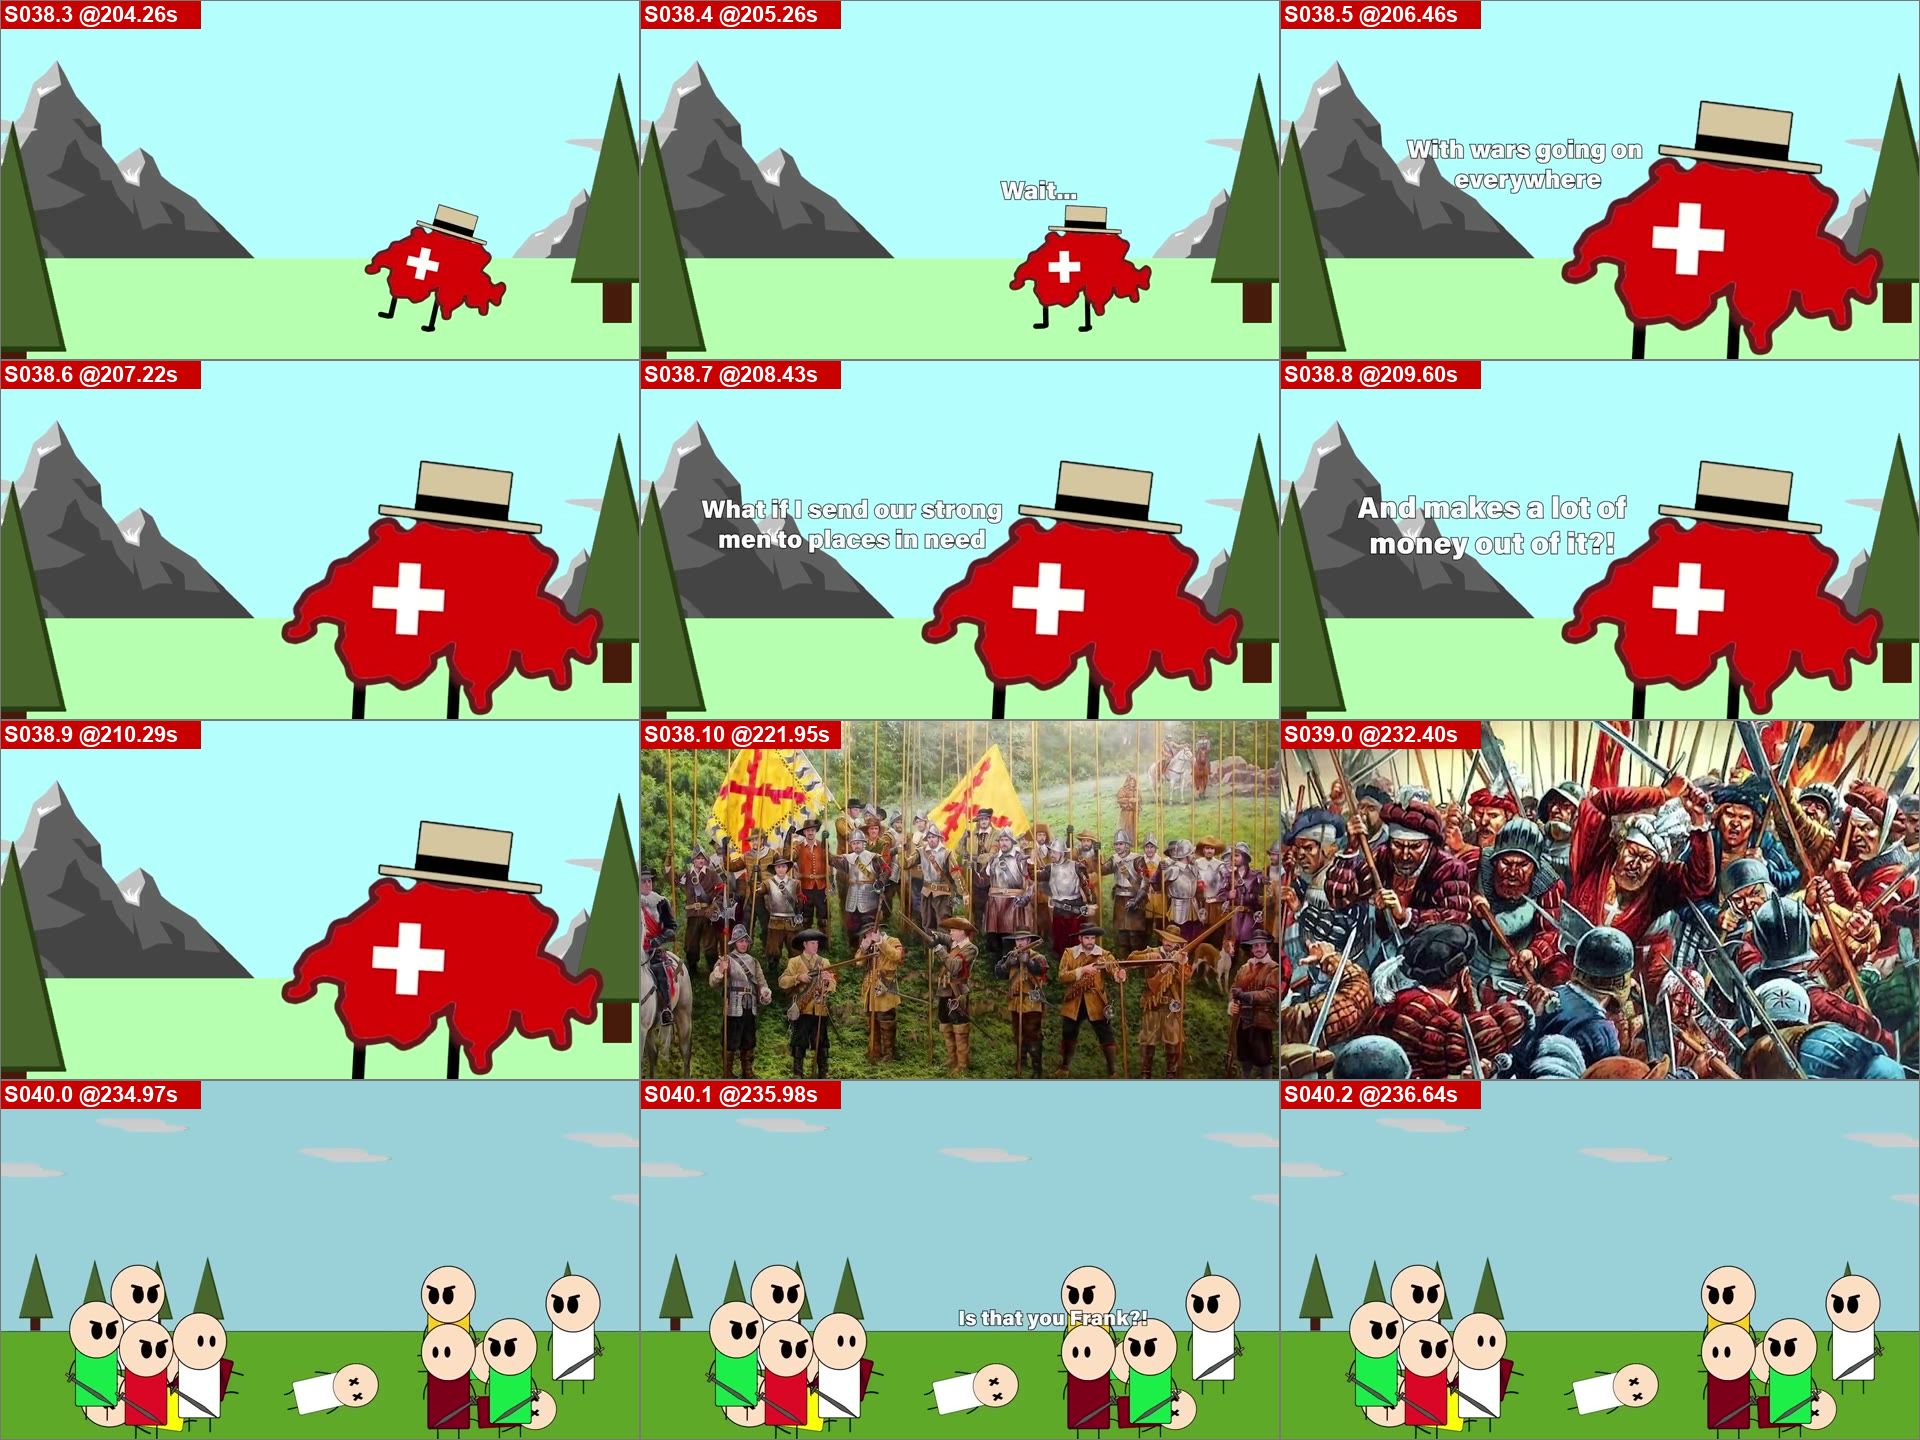 S038.3 @204.26s
S038.4 @205.26s
Wait...
S038.5 @206.46s
With wars going on
everywhere
S038.6 @207.22s
S038.7 @208.43s
What if I send our strong
men to places in need
S038.8 @209.60s
And makes a lot of
money out of it?!
S038.9 @210.29s
S038.10 @221.95s
S039.0 @232.40s
S040.0 @234.97s
S040.1 @235.98s
Is that you Frank?!
S040.2 @236.64s